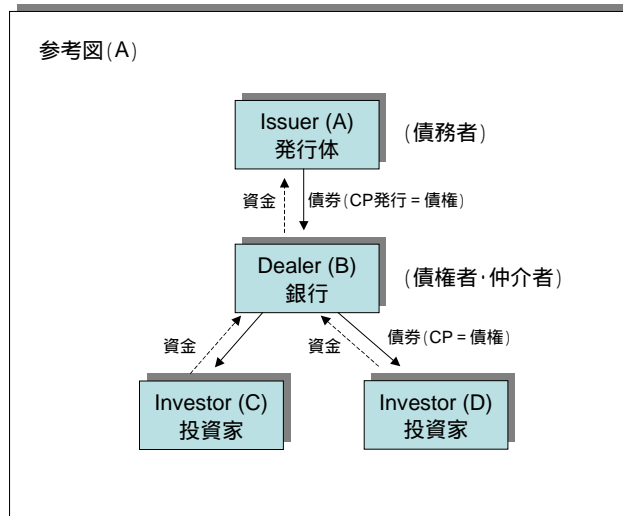 参考図(A)
Issuer (A)
発行体
(債務者)
資金
債券(CP発行=債権)
Dealer (B)
銀行
(債権者･仲介者)
資金
資金
債券(CP=債権)
Investor (C)
投資家
Investor (D)
投資家